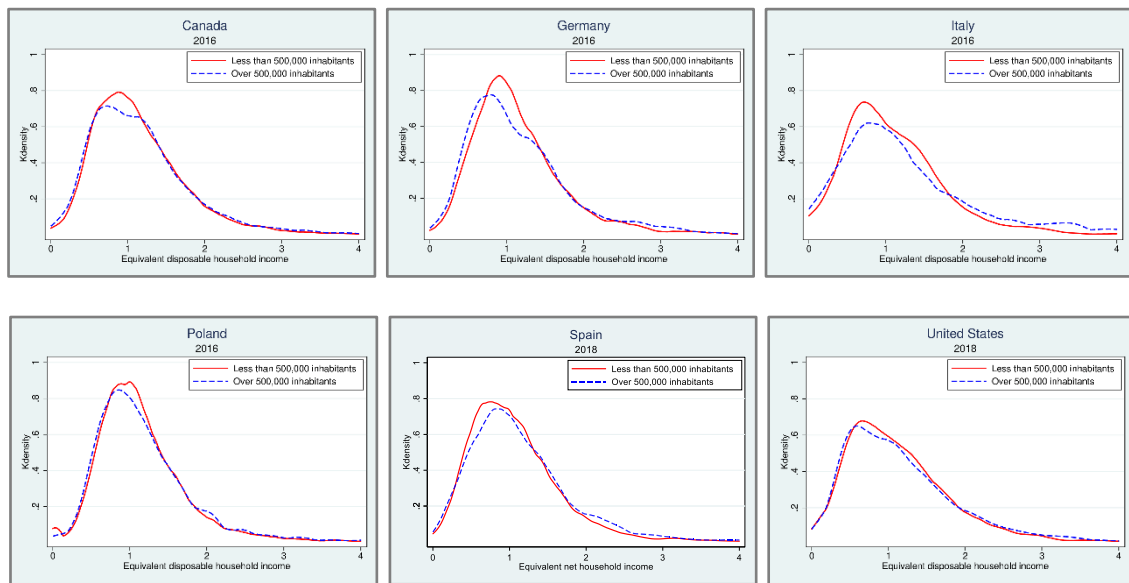 Canada
2016
Less than 500,000 inhabitants
Over 500,000 inhabitants
Kdensity
1
.8
.6
.4
.2
0 1 2 3 4
Equivalent disposable household income
Germany
2016
Less than 500,000 inhabitants
Over 500,000 inhabitants
Kdensity
1
.8
.6
.4
.2
0 1 2 3 4
Equivalent disposable household income
Italy
2016
Less than 500,000 inhabitants
Over 500,000 inhabitants
Kdensity
1
.8
.6
.4
.2
0 1 2 3 4
Equivalent disposable household income
Poland
2016
Less than 500,000 inhabitants
Over 500,000 inhabitants
Kdensity
1
.8
.6
.4
.2
0 1 2 3 4
Equivalent disposable household income
Spain
2018
Less than 500,000 inhabitants
Over 500,000 inhabitants
Kdensity
1
.8
.6
.4
.2
0 1 2 3 4
Equivalent net household income
United States
2018
Less than 500,000 inhabitants
Over 500,000 inhabitants
Kdensity
1
.8
.6
.4
.2
0 1 2 3 4
Equivalent disposable household income